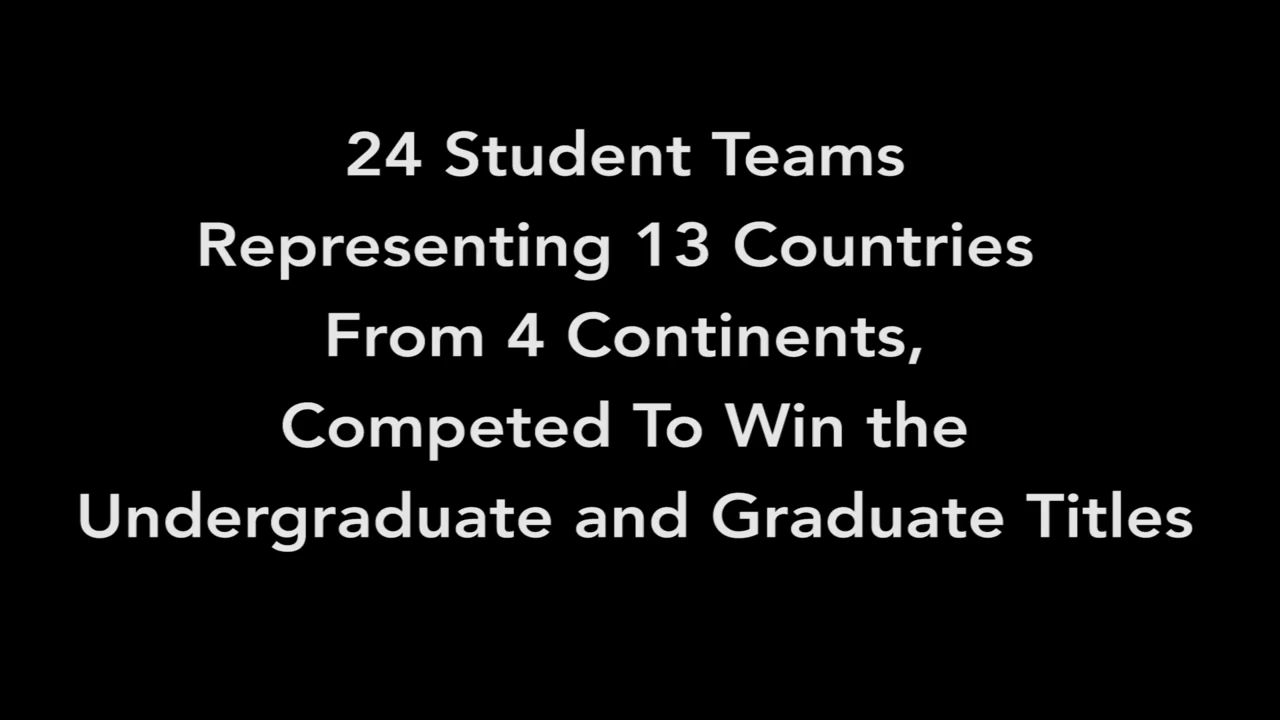 24 Student Teams
Representing 13 Countries
From 4 Continents,
Competed To Win the
Undergraduate and Graduate Titles